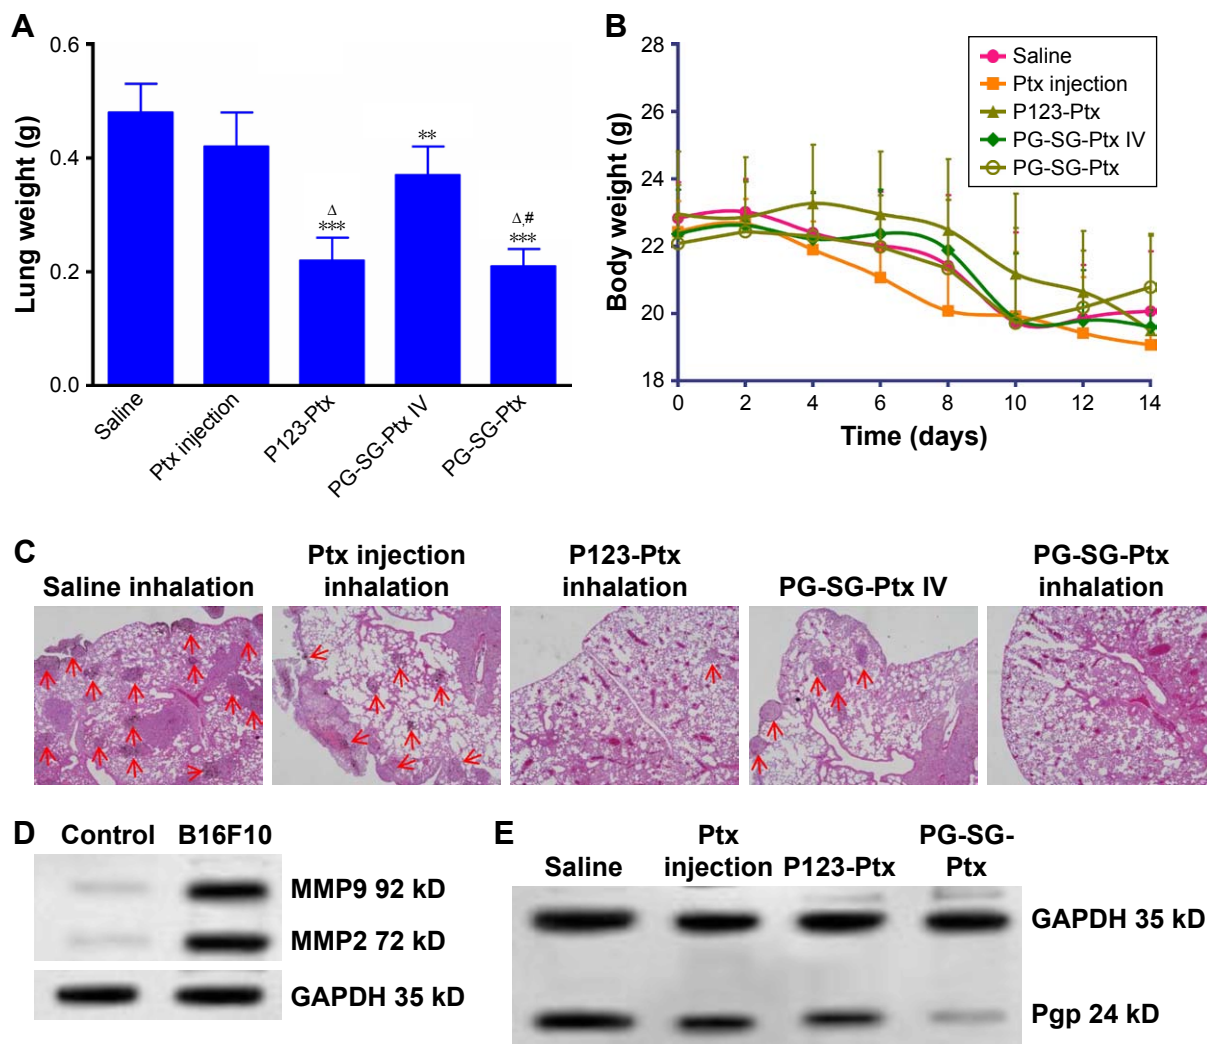 A
0.6
0.4
0.2
0.0
Lung weight (g)
Δ
***
**
Δ,#
***
Saline
Ptx injection
P123-Ptx
PG-SG-Ptx IV
PG-SG-Ptx
B
28
26
24
22
20
18
Body weight (g)
0 2 4 6 8 10 12 14
Time (days)
Saline
Ptx injection
P123-Ptx
PG-SG-Ptx IV
PG-SG-Ptx
C
Saline inhalation
Ptx injection
inhalation
P123-Ptx
inhalation
PG-SG-Ptx IV
PG-SG-Ptx
inhalation
D
Control B16F10
MMP9 92 kD
MMP2 72 kD
GAPDH 35 kD
E
Saline
Ptx
injection
P123-Ptx
PG-SG-
Ptx
GAPDH 35 kD
Pgp 24 kD